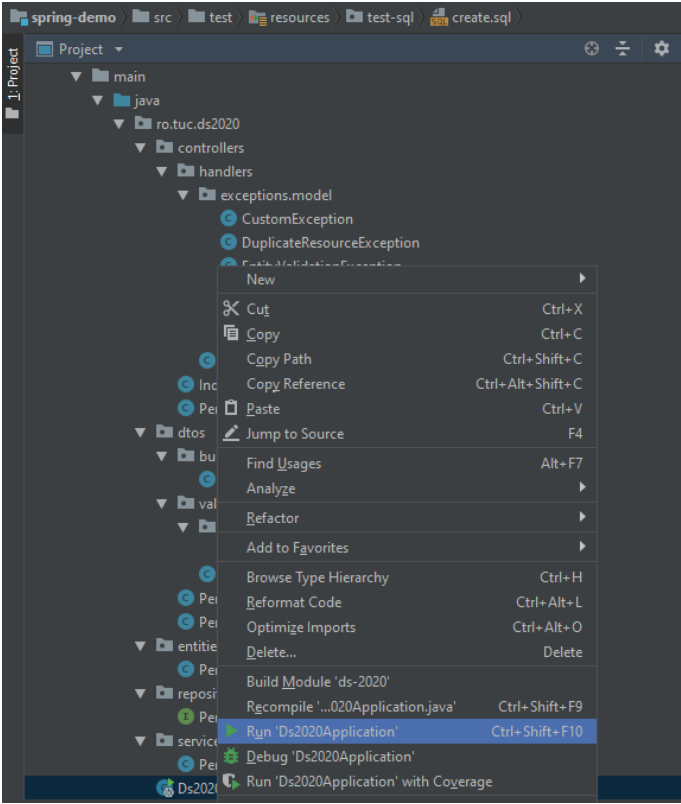 spring-demo src test resources test-sql create.sql
1: Project
Project
main
java
ro.tuc.ds2020
controllers
handlers
exceptions.model
CustomException
DuplicateResourceException
EntityValidationException
New
Cut Ctrl+X
Copy Ctrl+C
Copy Path Ctrl+Shift+C
Inc Copy Reference Ctrl+Alt+Shift+C
Per Paste Ctrl+V
dtos Jump to Source F4
bu Find Usages Alt+F7
Analyze
val Refactor
Add to Favorites
Browse Type Hierarchy Ctrl+H
Per Reformat Code Ctrl+Alt+L
Per Optimize Imports Ctrl+Alt+O
entitie Delete... Delete
Per Build Module 'ds-2020'
reposi Recompile '...020Application.java' Ctrl+Shift+F9
Per Run 'Ds2020Application' Ctrl+Shift+F10
service Debug 'Ds2020Application'
Per
Ds2020 Run 'Ds2020Application' with Coverage